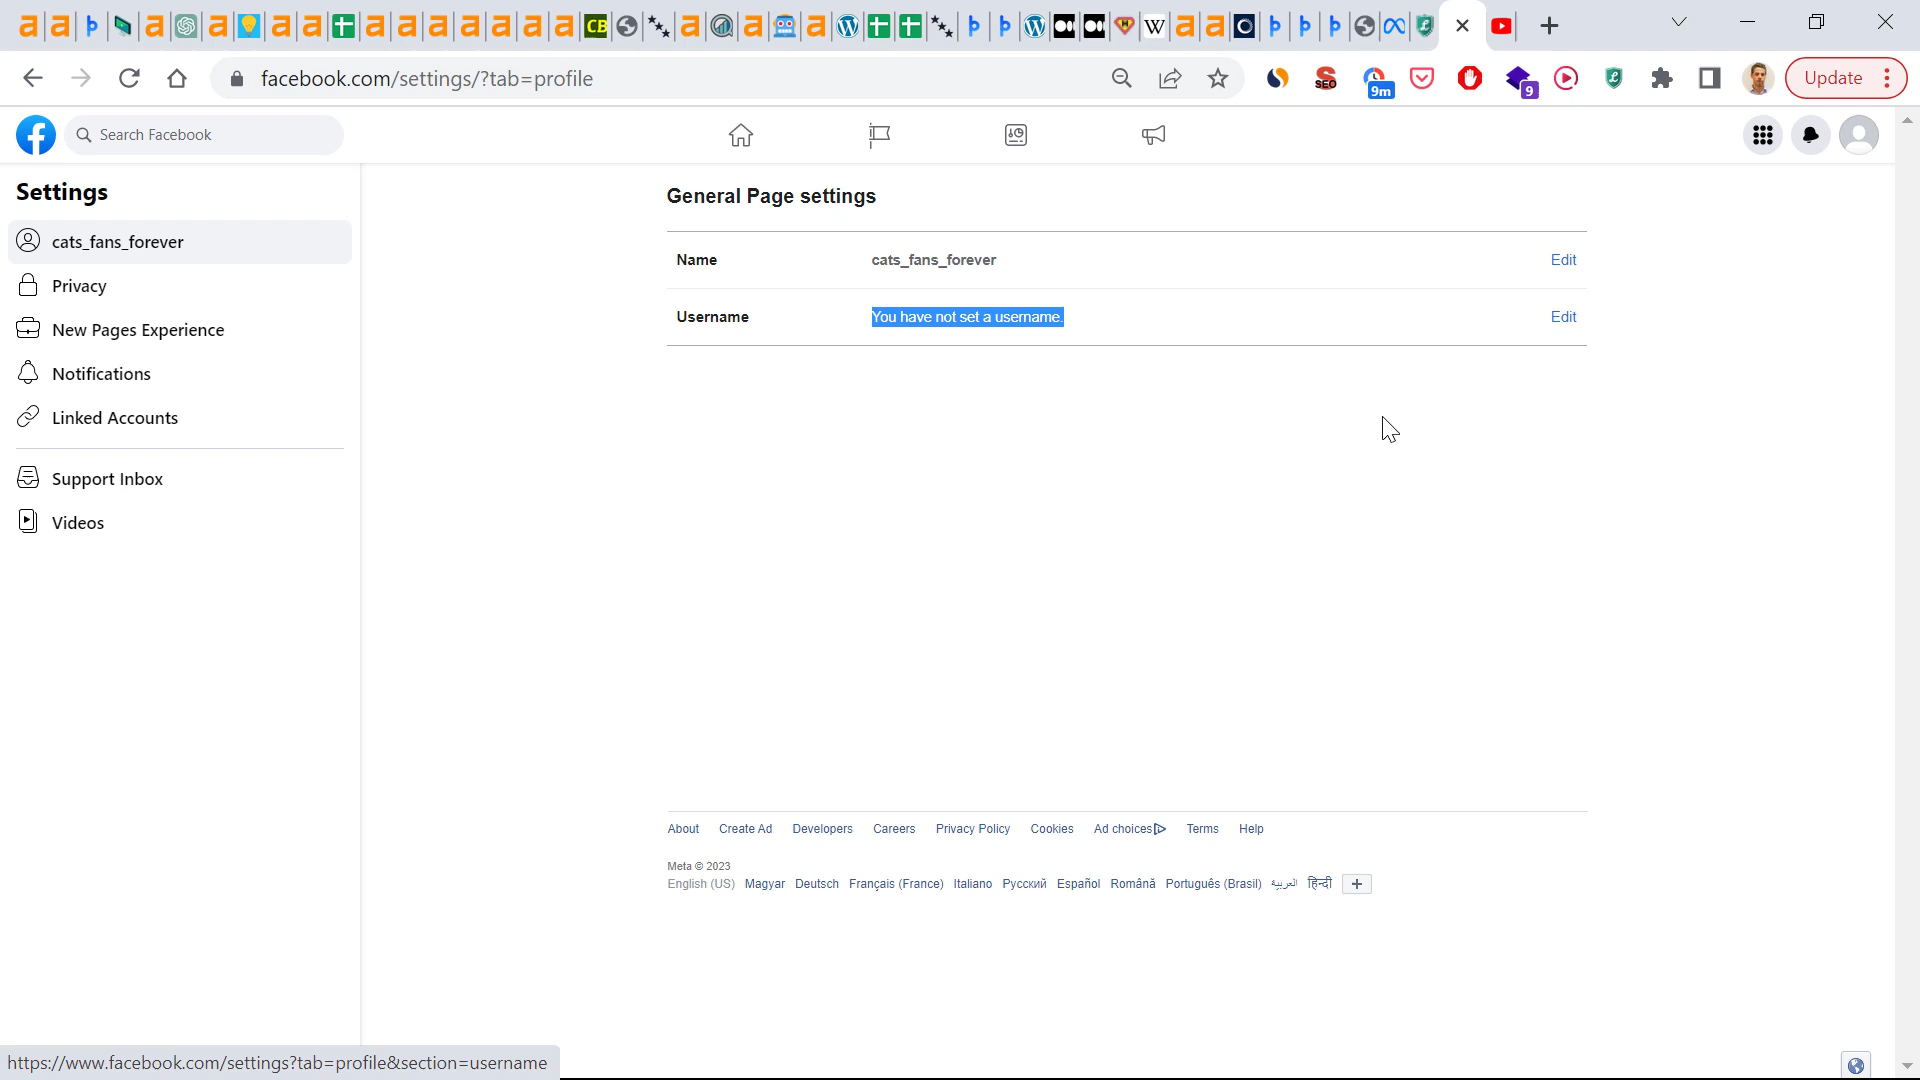 facebook.com/settings/?tab=profile
9m
SEO
9
Update
Search Facebook
Settings
cats_fans_forever
Privacy
New Pages Experience
Notifications
Linked Accounts
Support Inbox
Videos
General Page settings
Name cats_fans_forever Edit
Username You have not set a username. Edit
About Create Ad Developers Careers Privacy Policy Cookies Ad choices Terms Help
Meta © 2023
English (US) Magyar Deutsch Français (France) Italiano Русский Español Română Português (Brasil) العربية हिन्दी
https://www.facebook.com/settings?tab=profile&section=username